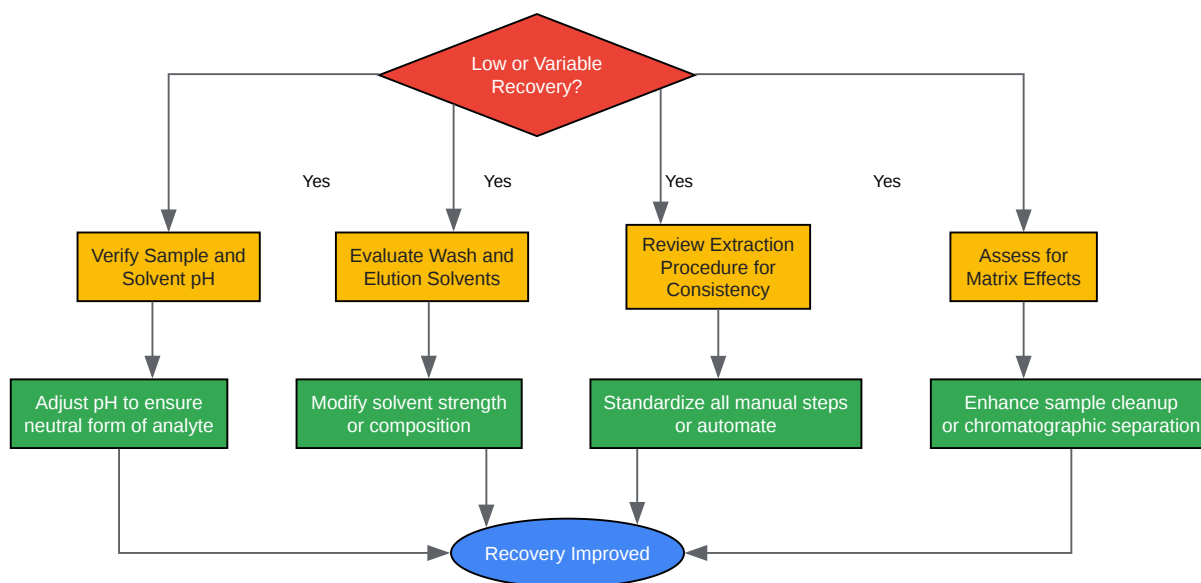 Low or Variable
Recovery?
Yes
Yes
Yes
Yes
Verify Sample and
Solvent pH
Evaluate Wash and
Elution Solvents
Review Extraction
Procedure for
Consistency
Assess for
Matrix Effects
Adjust pH to ensure
neutral form of analyte
Modify solvent strength
or composition
Standardize all manual steps
or automate
Enhance sample cleanup
or chromatographic separation
Recovery Improved